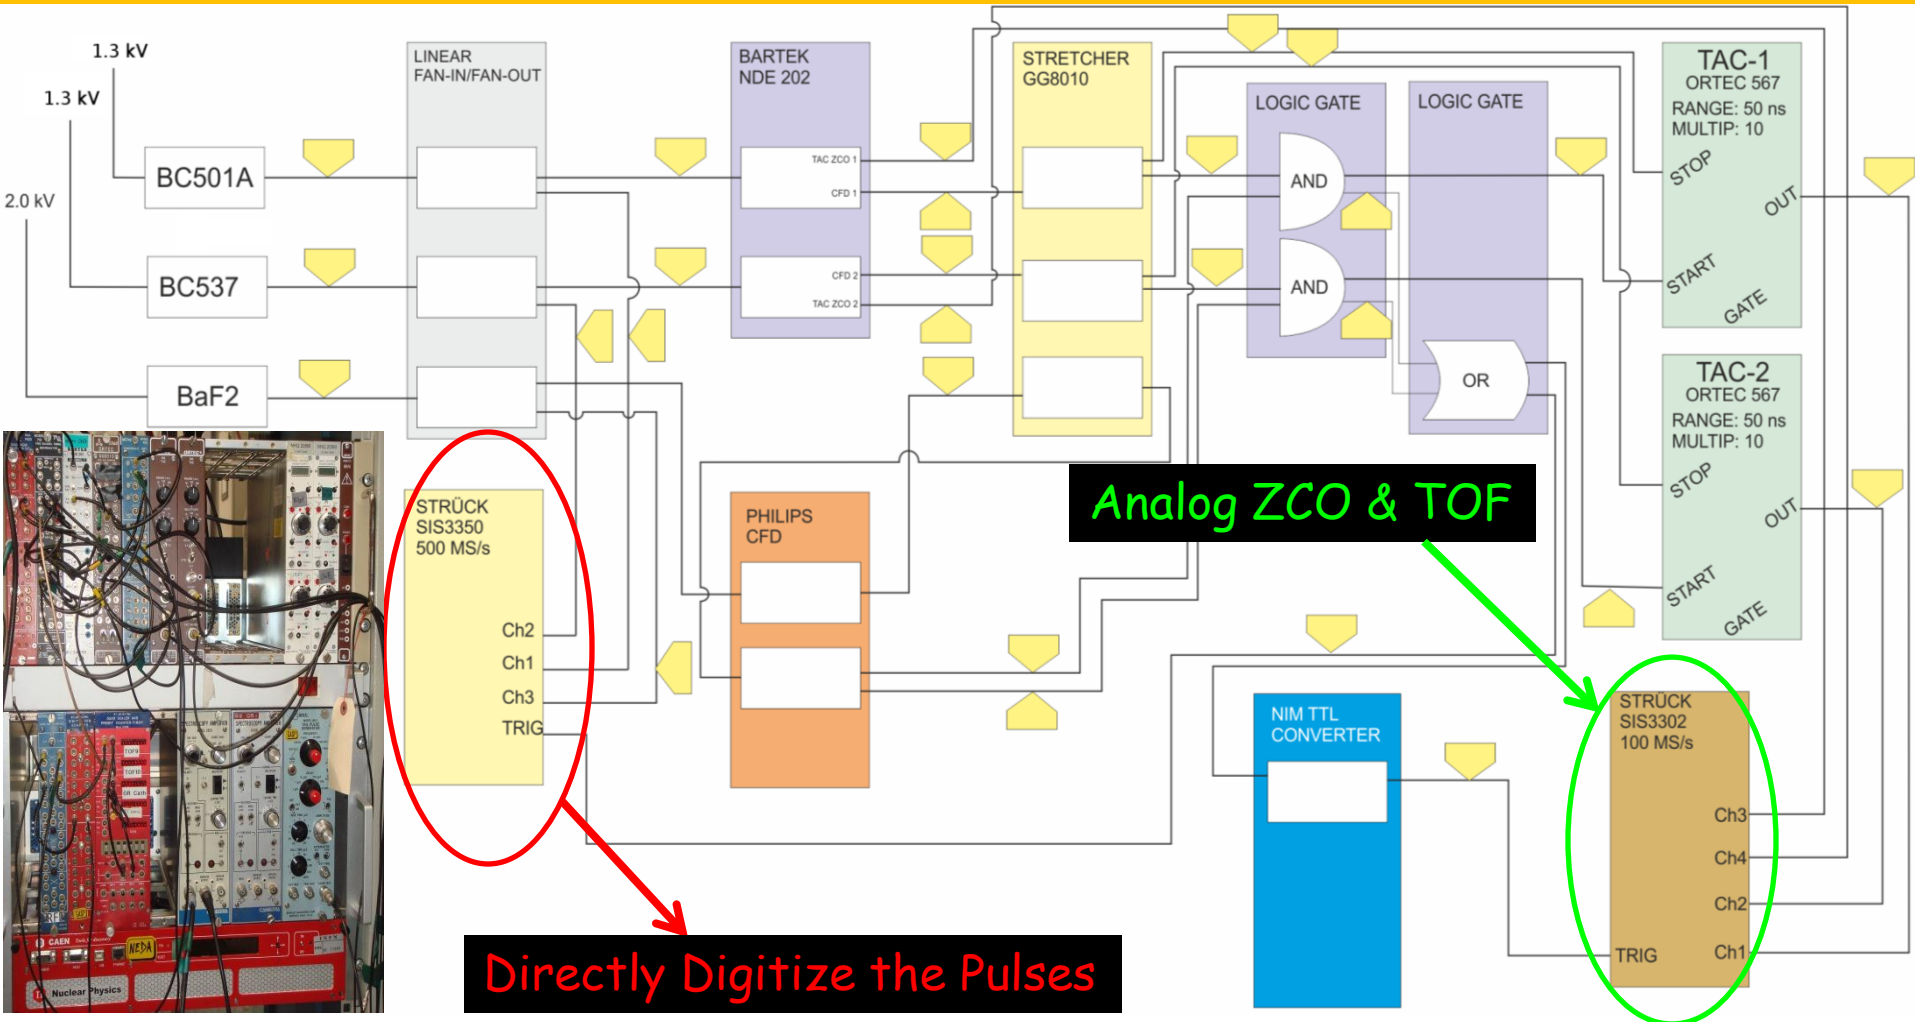 1.3 kV
1.3 kV
2.0 kV
BC501A
BC537
BaF2
LINEAR
FAN-IN/FAN-OUT
BARTEK
NDE 202
TAC ZCO 1
CFD 1
CFD 2
TAC ZCO 2
STRETCHER
GG8010
LOGIC GATE
AND
AND
LOGIC GATE
OR
TAC-1
ORTEC 567
RANGE: 50 ns
MULTIP: 10
STOP
OUT
START
GATE
TAC-2
ORTEC 567
RANGE: 50 ns
MULTIP: 10
STOP
OUT
START
GATE
STRÜCK
SIS3350
500 MS/s
Ch2
Ch1
Ch3
TRIG
PHILIPS
CFD
Analog ZCO & TOF
NIM TTL
CONVERTER
STRÜCK
SIS3302
100 MS/s
Ch3
Ch4
Ch2
Ch1
TRIG
Directly Digitize the Pulses
CAEN
NEDA
Nuclear Physics